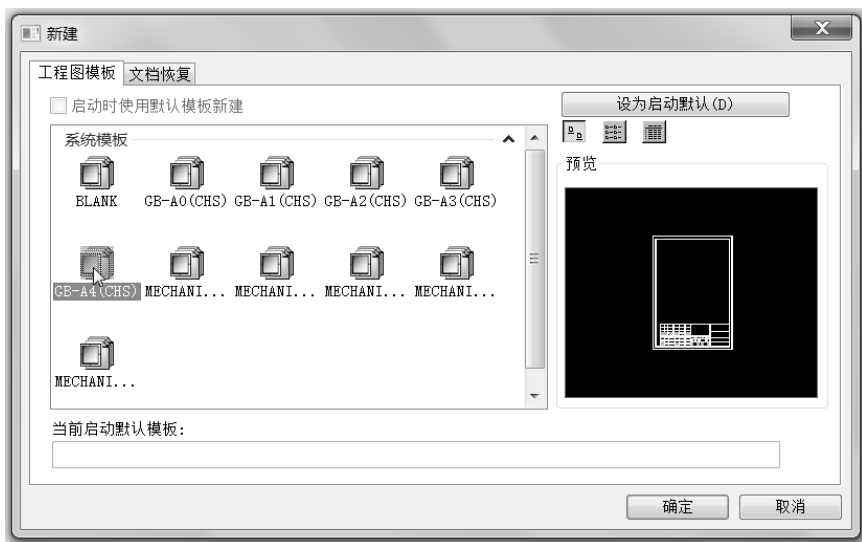 新建
工程图模板 文档恢复
启动时使用默认模板新建
设为启动默认(D)
系统模板
预览
BLANK GB-A0(CHS) GB-A1(CHS) GB-A2(CHS) GB-A3(CHS)
GB-A4(CHS) MECHANI... MECHANI... MECHANI... MECHANI...
MECHANI...
当前启动默认模板:
确定 取消